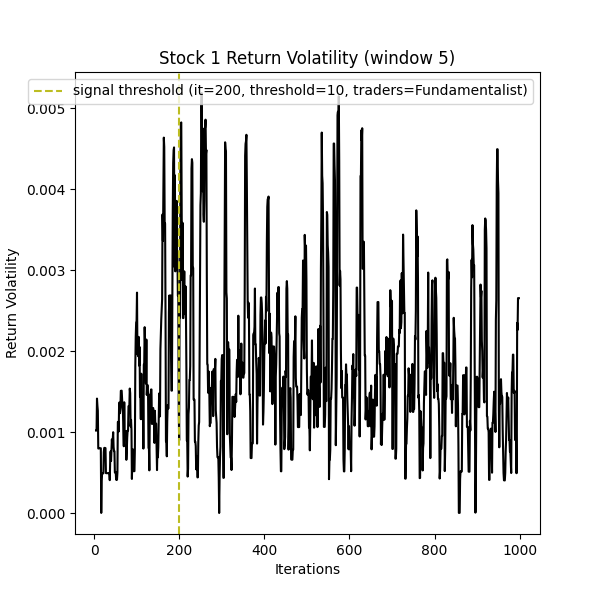 Stock 1 Return Volatility (window 5)
signal threshold (it=200, threshold=10, traders=Fundamentalist)
0.005
0.004
0.003
0.002
0.001
0.000
Return Volatility
0 200 400 600 800 1000
Iterations